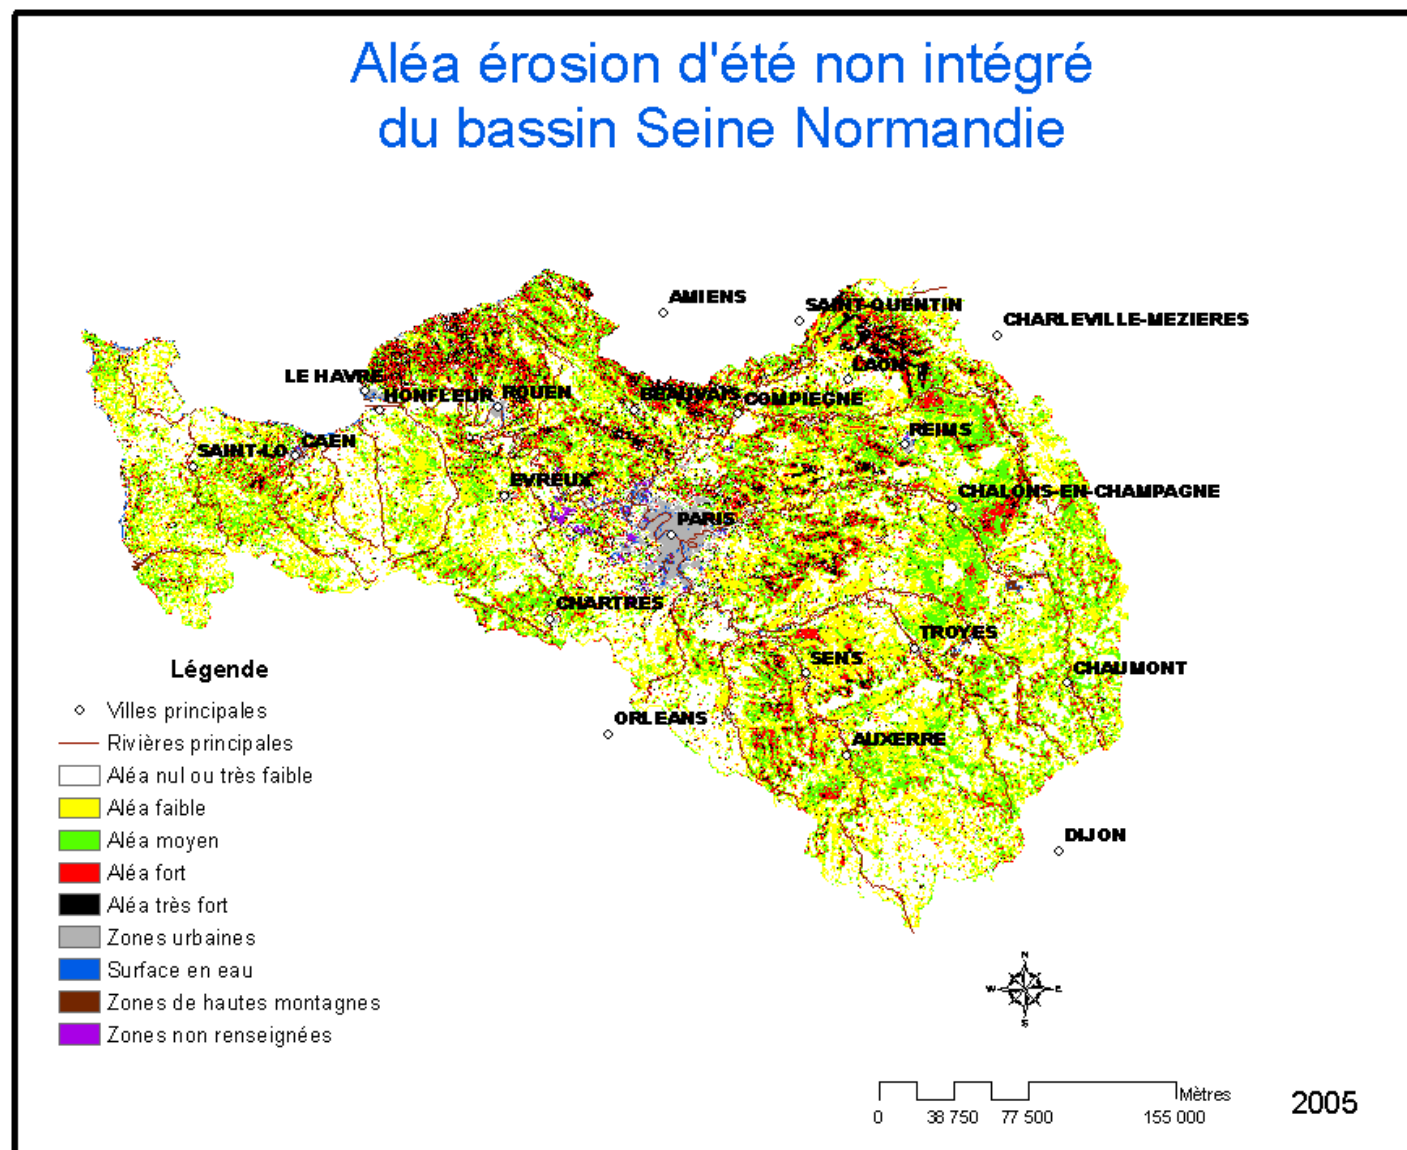 Aléa érosion d'été non intégré
du bassin Seine Normandie
AMIENS
SAINT-QUENTIN
CHARLEVILLE-MEZIERES
LE HAVRE
LAON
HONFLEUR
ROUEN
BEAUVAIS
COMPIEGNE
REIMS
CAEN
SAINT-LO
EVREUX
CHALONS-EN-CHAMPAGNE
PARIS
CHARTRES
TROYES
SENS
CHAUMONT
ORLEANS
AUXERRE
DIJON
Légende
Villes principales
Rivières principales
Aléa nul ou très faible
Aléa faible
Aléa moyen
Aléa fort
Aléa très fort
Zones urbaines
Surface en eau
Zones de hautes montagnes
Zones non renseignées
N
W E
S
Mètres
0 38 750 77 500 155 000
2005